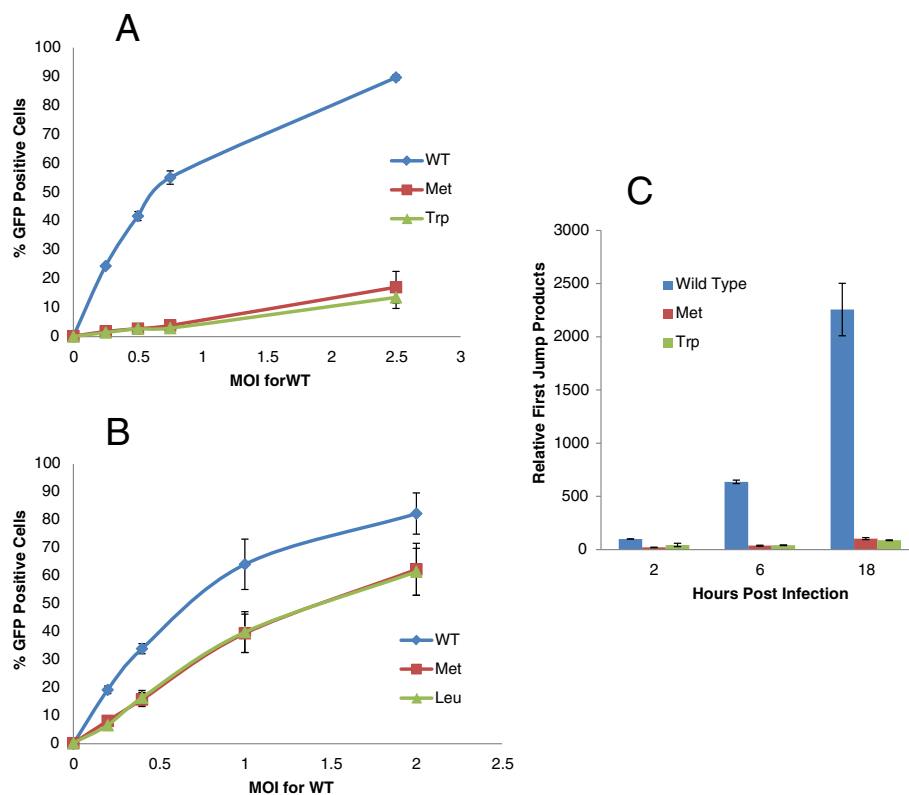 A
100
90
80
70
60
50
40
30
20
10
0
% GFP Positive Cells
WT
Met
Trp
0
0.5
1
1.5
2
2.5
3
MOI forWT
B
100
90
80
70
60
50
40
30
20
10
0
% GFP Positive Cells
WT
Met
Leu
0
0.5
1
1.5
2
2.5
MOI for WT
C
3000
2500
2000
1500
1000
500
0
Relative First Jump Products
Wild Type
Met
Trp
2
6
18
Hours Post Infection